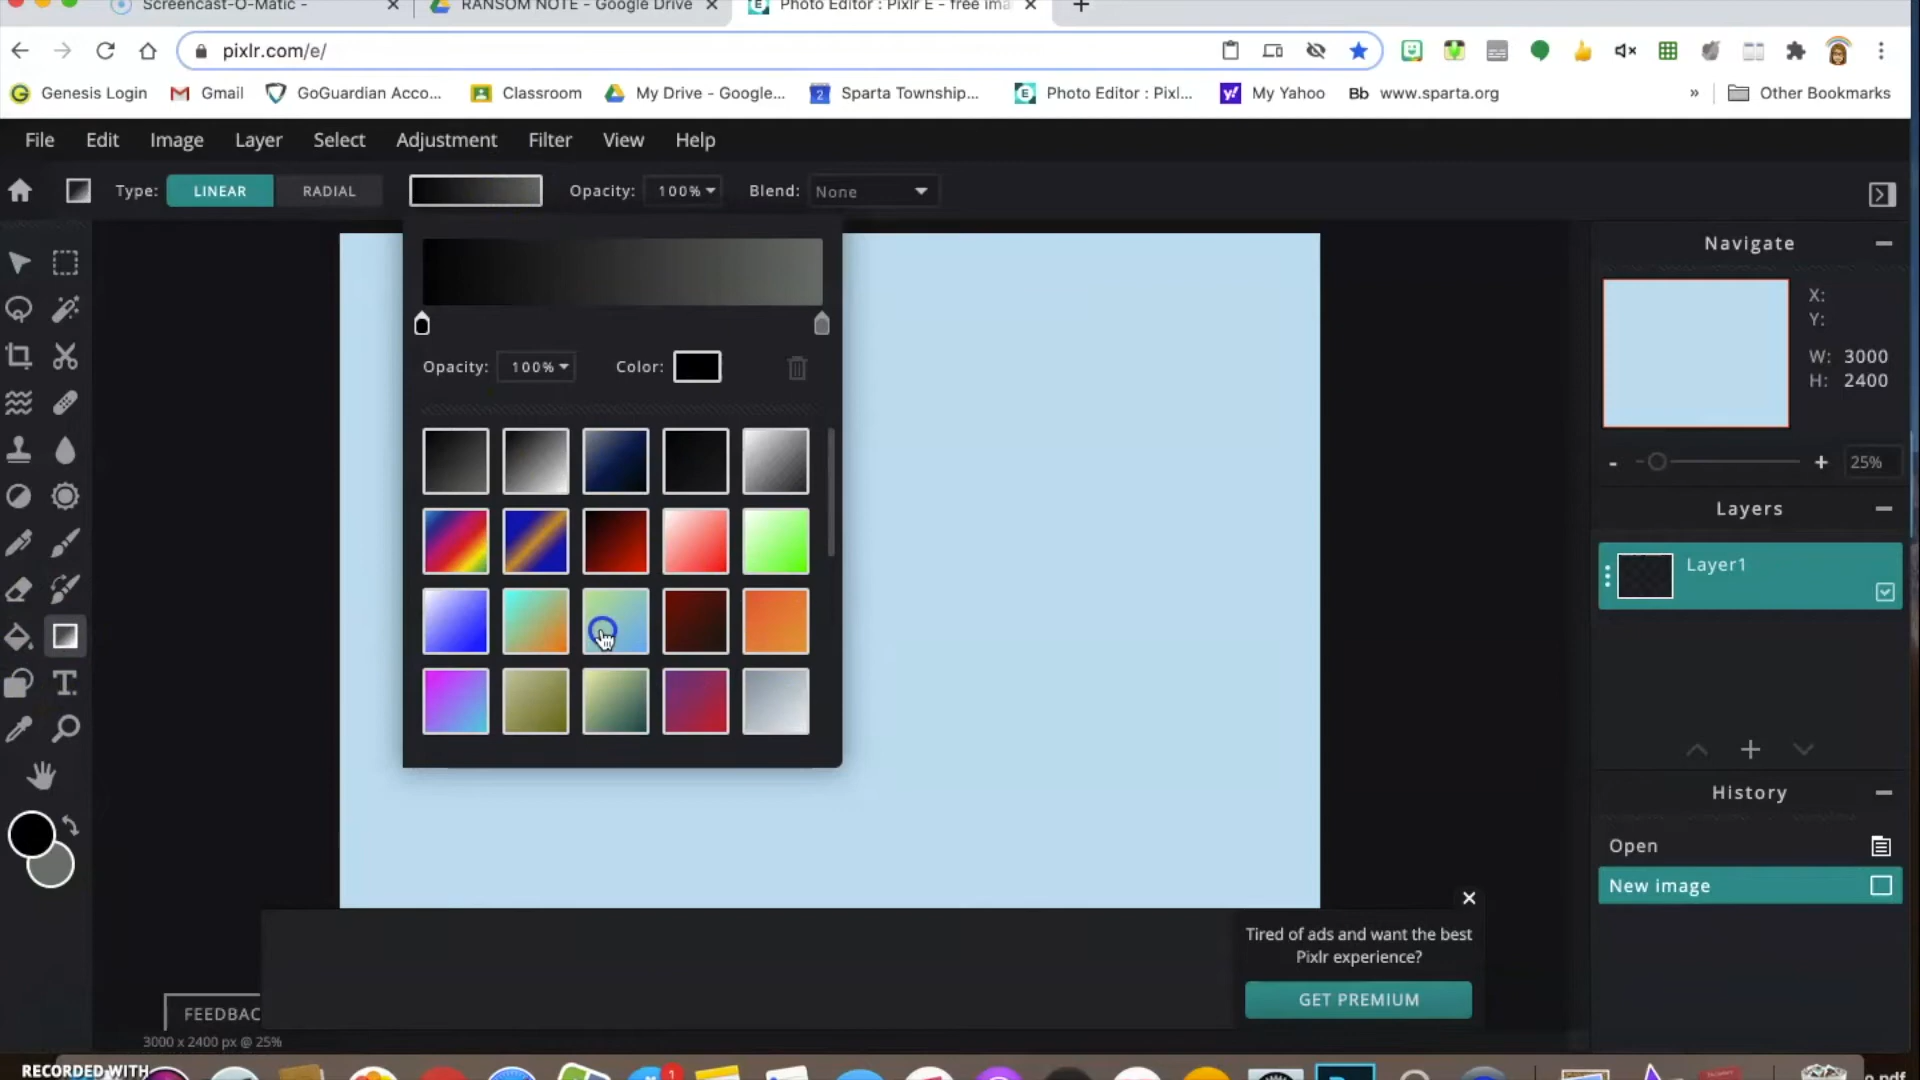 Screencast-O-Matic -
RANSOM NOTE - Google Drive
Photo Editor : Pixlr E - free ima
pixlr.com/e/
Genesis Login
Gmail
GoGuardian Acco...
Classroom
My Drive - Google...
2
Sparta Township...
Photo Editor : Pixl...
My Yahoo
Bb
www.sparta.org
»
Other Bookmarks
File
Edit
Image
Layer
Select
Adjustment
Filter
View
Help
Type:
LINEAR
RADIAL
Opacity:
100%
Blend:
None
Opacity:
100%
Color:
Navigate
X:
Y:
W: 3000
H: 2400
- + 25%
Layers
Layer1
History
Open
New image
Tired of ads and want the best
Pixlr experience?
GET PREMIUM
FEEDBAC
3000 x 2400 px @ 25%
RECORDED WITH
1
o.pdf